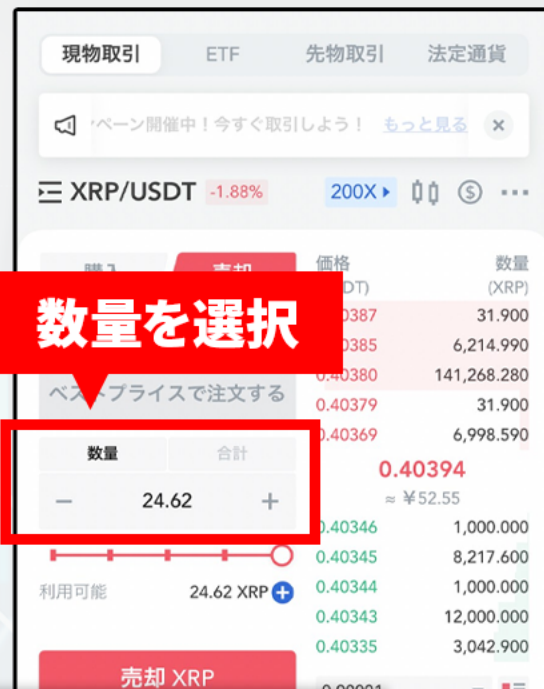 現物取引 ETF 先物取引 法定通貨
ペーン開催中！今すぐ取引しよう！ もっと見る ×
XRP/USDT -1.88% 200X
売却 価格 数量
DT) (XRP)
数量を選択
0387 31.900
0385 6,214.990
0.40380 141,268.280
ベストプライスで注文する
0.40379 31.900
0.40369 6,998.590
数量 合計
0.40394
− 24.62 +
≈ ¥52.55
0.40346 1,000.000
0.40345 8,217.600
利用可能 24.62 XRP
0.40344 1,000.000
0.40343 12,000.000
0.40335 3,042.900
売却 XRP